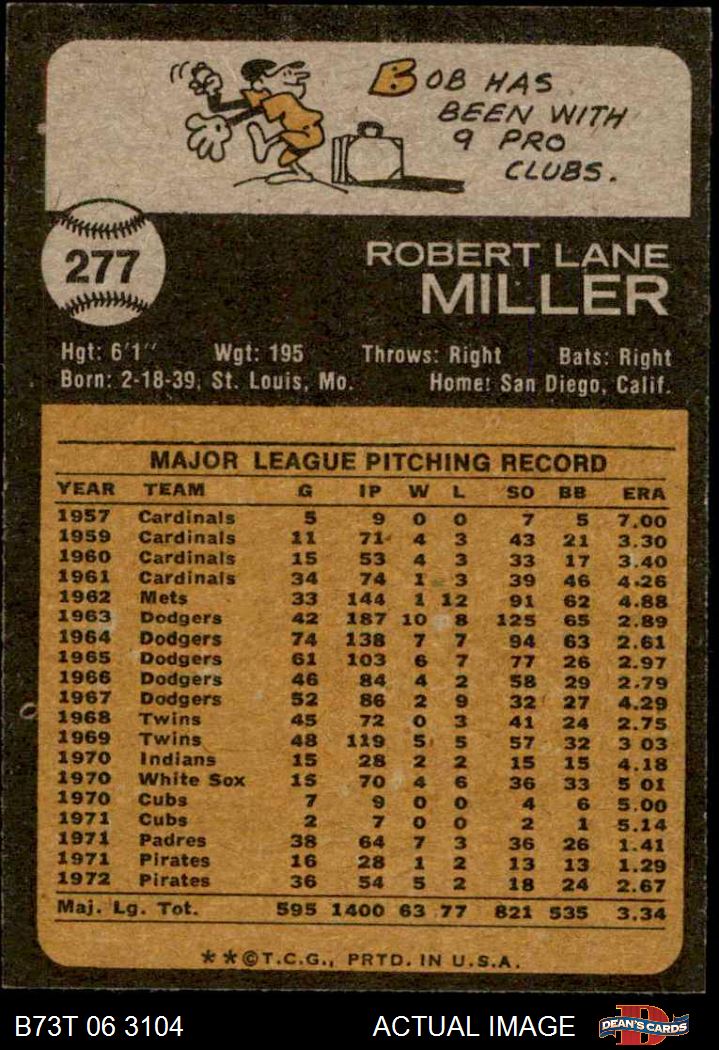 BOB HAS
BEEN WITH
9 PRO
CLUBS.
277
ROBERT LANE
MILLER
Hgt: 6'1" Wgt: 195 Throws: Right Bats: Right
Born: 2-18-39, St. Louis, Mo. Home: San Diego, Calif.
MAJOR LEAGUE PITCHING RECORD
YEAR TEAM G IP W L SO BB ERA
1957 Cardinals 5 9 0 0 7 5 7.00
1959 Cardinals 11 71 4 3 43 21 3.30
1960 Cardinals 15 53 4 3 33 17 3.40
1961 Cardinals 34 74 1 3 39 46 4.26
1962 Mets 33 144 1 12 91 62 4.88
1963 Dodgers 42 187 10 8 125 65 2.89
1964 Dodgers 74 138 7 7 94 63 2.61
1965 Dodgers 61 103 6 7 77 26 2.97
1966 Dodgers 46 84 4 2 58 29 2.79
1967 Dodgers 52 86 2 9 32 27 4.29
1968 Twins 45 72 0 3 41 24 2.75
1969 Twins 48 119 5 5 57 32 3 03
1970 Indians 15 28 2 2 15 15 4.18
1970 White Sox 15 70 4 6 36 33 5 01
1970 Cubs 7 9 0 0 4 6 5.00
1971 Cubs 2 7 0 0 2 1 5.14
1971 Padres 38 64 7 3 36 26 1.41
1971 Pirates 16 28 1 2 13 13 1.29
1972 Pirates 36 54 5 2 18 24 2.67
Maj. Lg. Tot. 595 1400 63 77 821 535 3.34
**©T.C.G., PRTD. IN U.S.A.
B73T 06 3104 ACTUAL IMAGE D DEAN'S CARDS